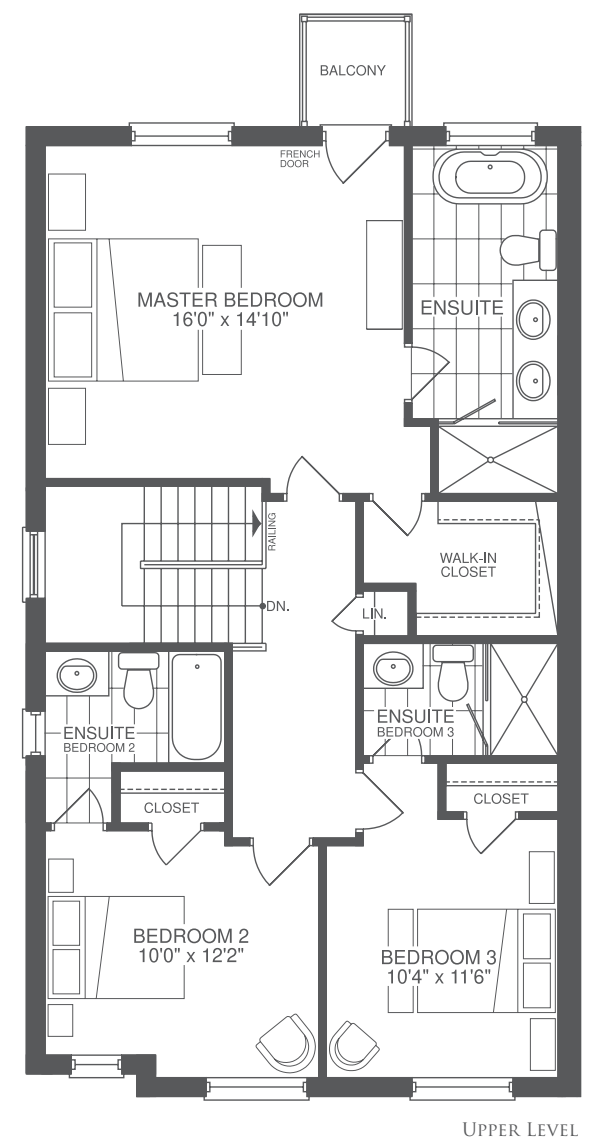 BALCONY
FRENCH
DOOR
MASTER BEDROOM
16'0" x 14'10"
ENSUITE
RAILING
WALK-IN
CLOSET
DN.
LIN.
ENSUITE
BEDROOM 2
ENSUITE
BEDROOM 3
CLOSET
CLOSET
BEDROOM 2
10'0" x 12'2"
BEDROOM 3
10'4" x 11'6"
UPPER LEVEL